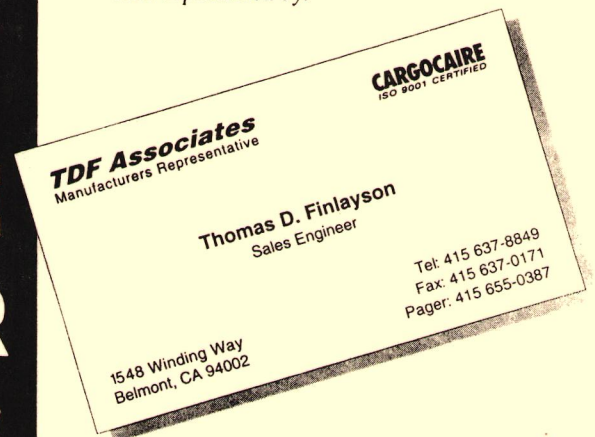 CARGOCAIRE
ISO 9001 CERTIFIED
TDF Associates
Manufacturers Representative
Thomas D. Finlayson
Sales Engineer
Tel: 415 637-8849
Fax: 415 637-0171
Pager: 415 655-0387
1548 Winding Way
Belmont, CA 94002